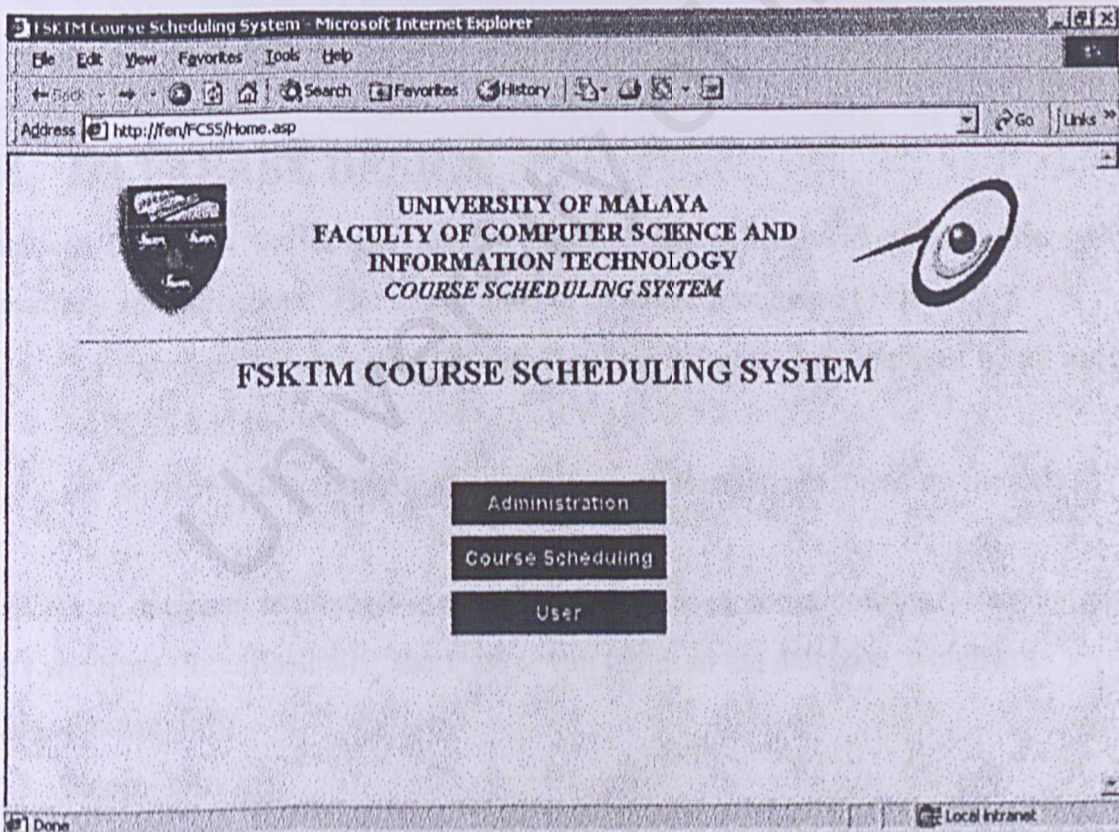 FSKTM Course Scheduling System - Microsoft Internet Explorer
File Edit View Favorites Tools Help
Back Search Favorites History
Address http://fen/FCSS/Home.asp Go Links »
UNIVERSITY OF MALAYA
FACULTY OF COMPUTER SCIENCE AND
INFORMATION TECHNOLOGY
COURSE SCHEDULING SYSTEM
FSKTM COURSE SCHEDULING SYSTEM
Administration
Course Scheduling
User
Done Local intranet